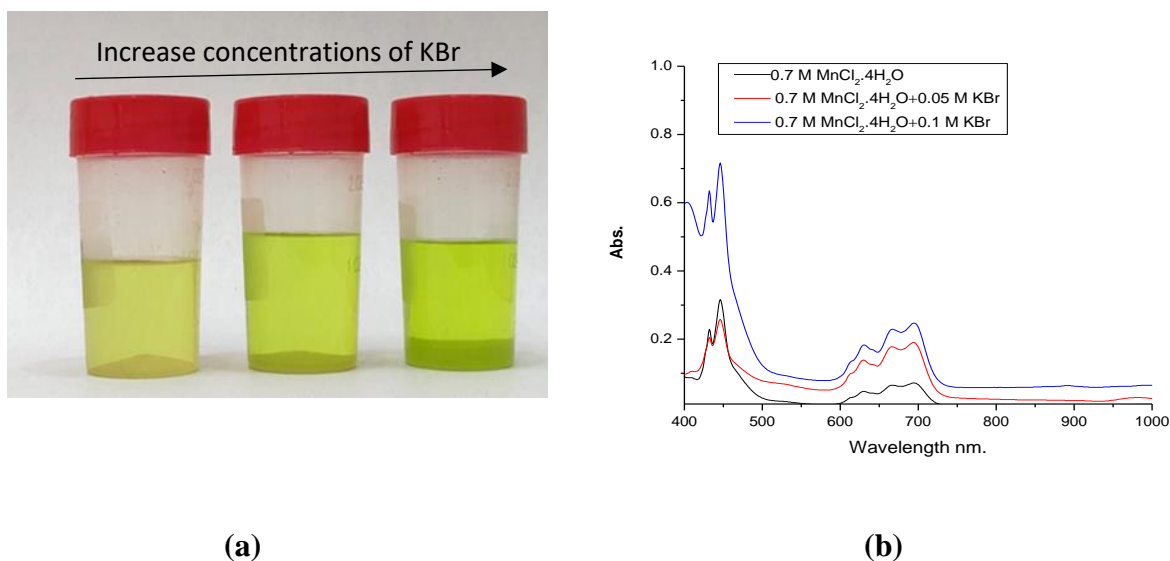 Increase concentrations of KBr
1.0
0.8
0.6
0.4
0.2
Abs.
0.7 M MnCl₂.4H₂O
0.7 M MnCl₂.4H₂O+0.05 M KBr
0.7 M MnCl₂.4H₂O+0.1 M KBr
400 500 600 700 800 900 1000
Wavelength nm.
(a)
(b)